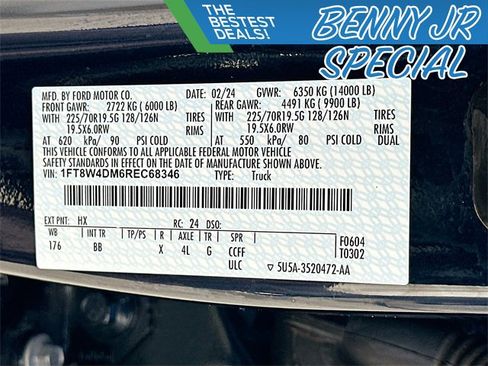 THE
BESTEST
DEALS!
BENNY JR
SPECIAL
MFD. BY FORD MOTOR CO. DATE: 02/24 GVWR: 6350 KG (14000 LB)
FRONT GAWR: 2722 KG (6000 LB) REAR GAWR: 4491 KG (9900 LB)
WITH 225/70R19.5G 128/126N TIRES WITH 225/70R19.5G 128/126N TIRES
19.5X6.0RW RIMS 19.5X6.0RW RIMS
AT 620 kPa/ 90 PSI COLD AT 550 kPa/ 80 PSI COLD DUAL
THIS VEHICLE CONFORMS TO ALL APPLICABLE FEDERAL MOTOR VEHICLE
SAFETY STANDARDS IN EFFECT ON THE DATE OF MANUFACTURE SHOWN ABOVE.
VIN: 1FT8W4DM6REC68346 TYPE: Truck
EXT PNT: HX RC: 24 DSO:
WB INT TR TP/PS R AXLE TR SPR F0604
176 BB X 4L G CCFF T0302
ULC 5U5A-3520472-AA